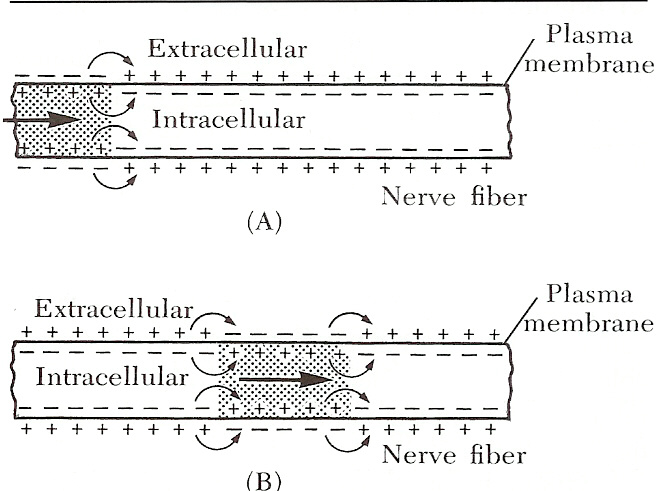 Extracellular
Plasma
membrane
Intracellular
Nerve fiber
(A)
Extracellular
Plasma
membrane
Intracellular
Nerve fiber
(B)